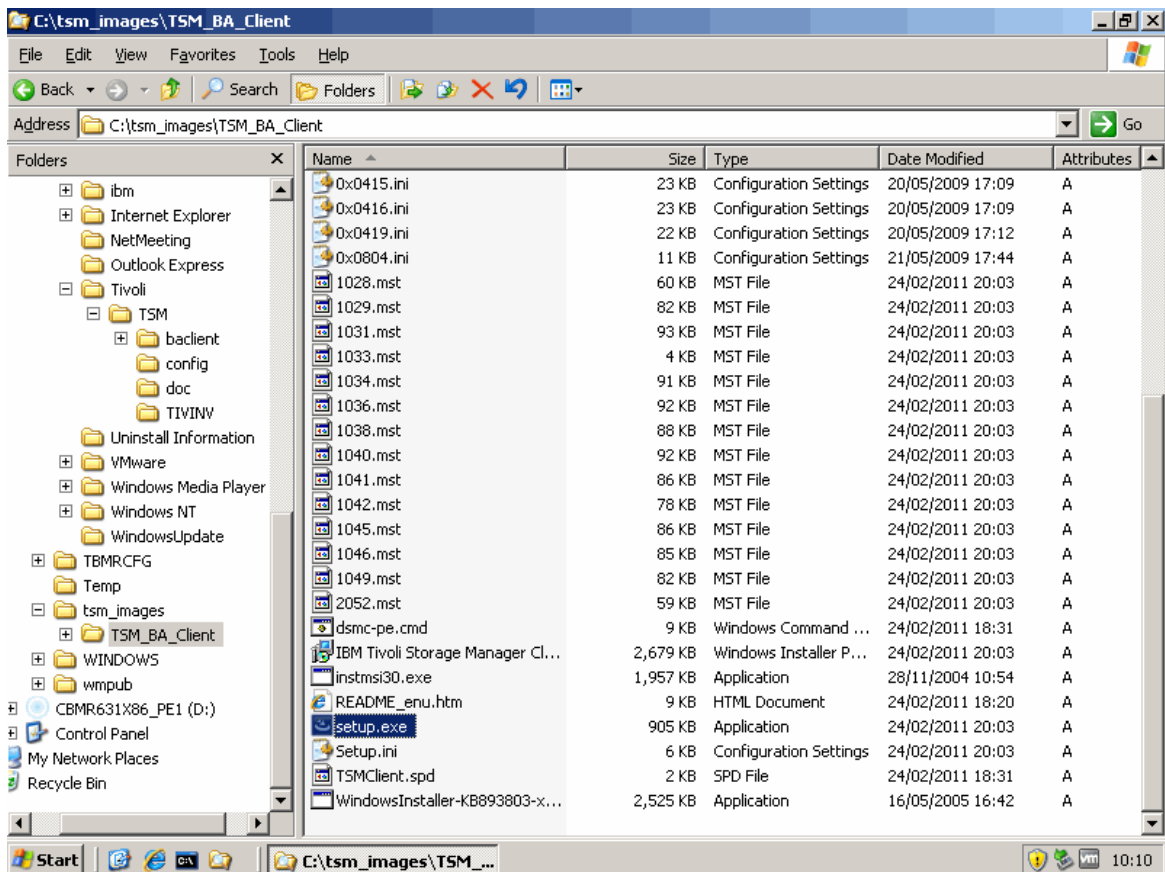 C:\tsm_images\TSM_BA_Client
File Edit View Favorites Tools Help
Back Search Folders
Address C:\tsm_images\TSM_BA_Client Go
Folders
ibm
Internet Explorer
NetMeeting
Outlook Express
Tivoli
TSM
baclient
config
doc
TIVINV
Uninstall Information
VMware
Windows Media Player
Windows NT
WindowsUpdate
TBMRCFG
Temp
tsm_images
TSM_BA_Client
WINDOWS
wmpub
CBMR631X86_PE1 (D:)
Control Panel
My Network Places
Recycle Bin
Name Size Type Date Modified Attributes
0x0415.ini 23 KB Configuration Settings 20/05/2009 17:09 A
0x0416.ini 23 KB Configuration Settings 20/05/2009 17:09 A
0x0419.ini 22 KB Configuration Settings 20/05/2009 17:12 A
0x0804.ini 11 KB Configuration Settings 21/05/2009 17:44 A
1028.mst 60 KB MST File 24/02/2011 20:03 A
1029.mst 82 KB MST File 24/02/2011 20:03 A
1031.mst 93 KB MST File 24/02/2011 20:03 A
1033.mst 4 KB MST File 24/02/2011 20:03 A
1034.mst 91 KB MST File 24/02/2011 20:03 A
1036.mst 92 KB MST File 24/02/2011 20:03 A
1038.mst 88 KB MST File 24/02/2011 20:03 A
1040.mst 92 KB MST File 24/02/2011 20:03 A
1041.mst 86 KB MST File 24/02/2011 20:03 A
1042.mst 78 KB MST File 24/02/2011 20:03 A
1045.mst 86 KB MST File 24/02/2011 20:03 A
1046.mst 85 KB MST File 24/02/2011 20:03 A
1049.mst 82 KB MST File 24/02/2011 20:03 A
2052.mst 59 KB MST File 24/02/2011 20:03 A
dsmc-pe.cmd 9 KB Windows Command ... 24/02/2011 18:31 A
IBM Tivoli Storage Manager Cl... 2,679 KB Windows Installer P... 24/02/2011 20:03 A
instmsi30.exe 1,957 KB Application 28/11/2004 10:54 A
README_enu.htm 9 KB HTML Document 24/02/2011 18:20 A
setup.exe 905 KB Application 24/02/2011 20:03 A
Setup.ini 6 KB Configuration Settings 24/02/2011 20:03 A
TSMClient.spd 2 KB SPD File 24/02/2011 18:31 A
WindowsInstaller-KB893803-x... 2,525 KB Application 16/05/2005 16:42 A
Start C:\tsm_images\TSM_... 10:10